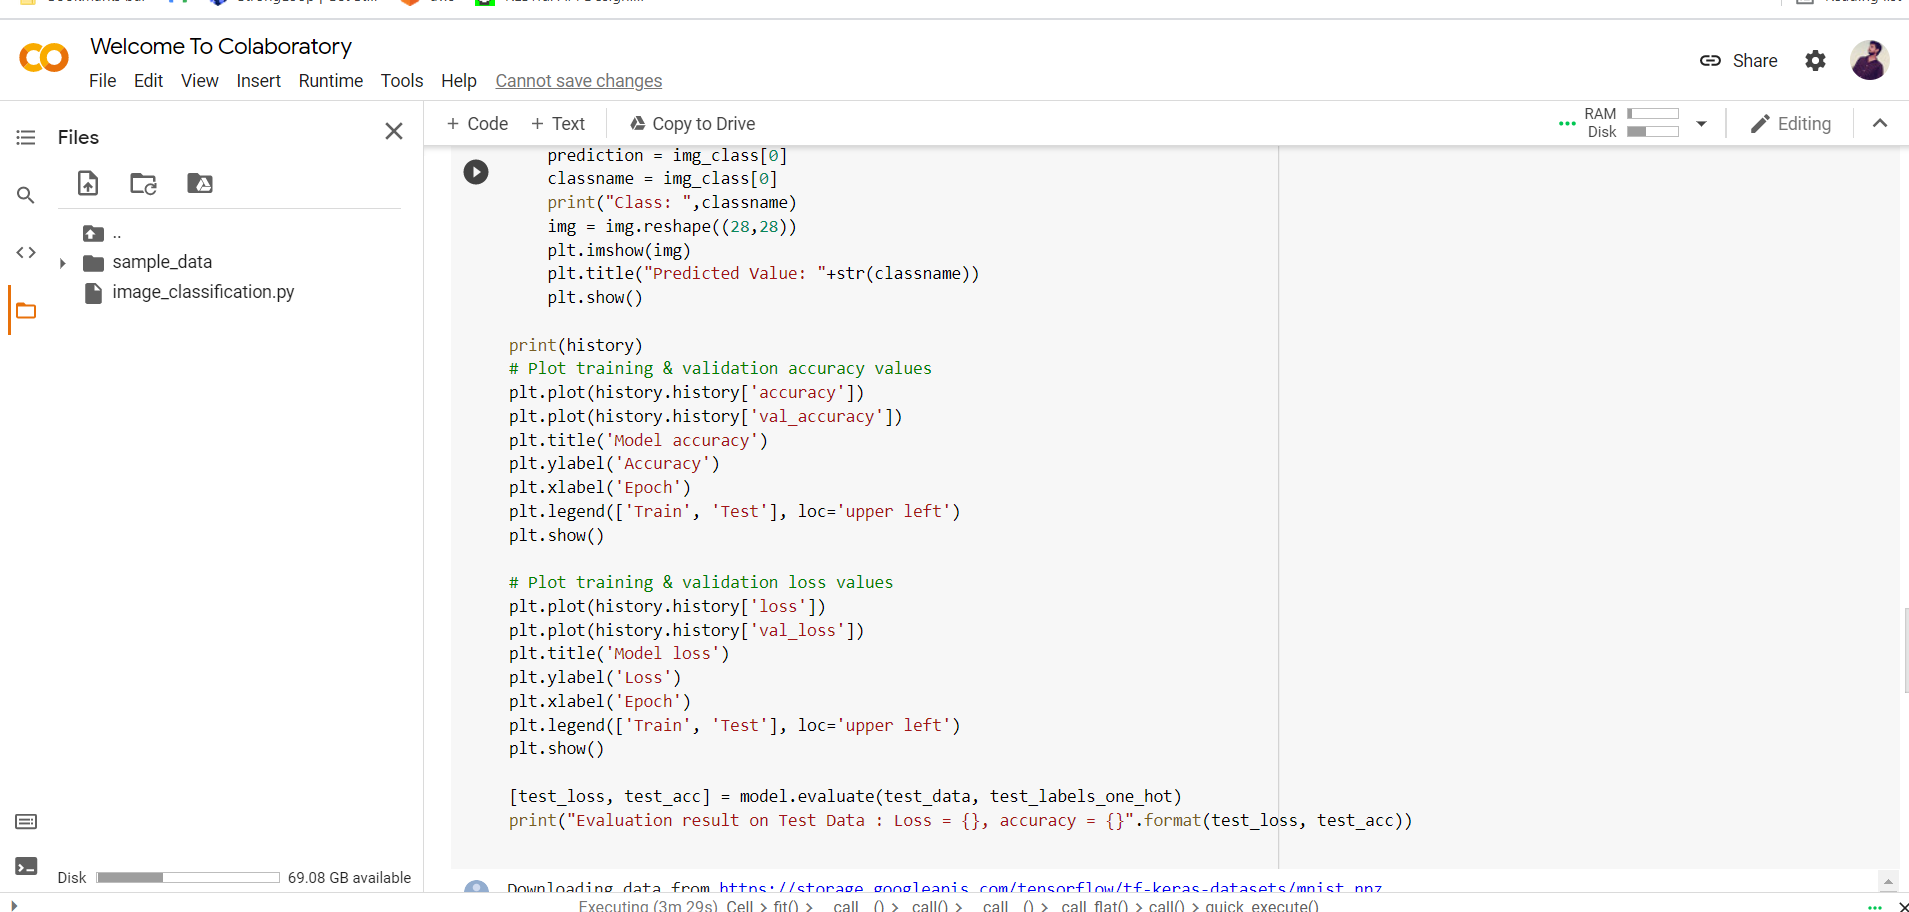 Welcome To Colaboratory
File Edit View Insert Runtime Tools Help Cannot save changes
Share
Files
+ Code + Text Copy to Drive
RAM
Disk
Editing
..
sample_data
image_classification.py
prediction = img_class[0]
classname = img_class[0]
print("Class: ",classname)
img = img.reshape((28,28))
plt.imshow(img)
plt.title("Predicted Value: "+str(classname))
plt.show()
print(history)
# Plot training & validation accuracy values
plt.plot(history.history['accuracy'])
plt.plot(history.history['val_accuracy'])
plt.title('Model accuracy')
plt.ylabel('Accuracy')
plt.xlabel('Epoch')
plt.legend(['Train', 'Test'], loc='upper left')
plt.show()
# Plot training & validation loss values
plt.plot(history.history['loss'])
plt.plot(history.history['val_loss'])
plt.title('Model loss')
plt.ylabel('Loss')
plt.xlabel('Epoch')
plt.legend(['Train', 'Test'], loc='upper left')
plt.show()
[test_loss, test_acc] = model.evaluate(test_data, test_labels_one_hot)
print("Evaluation result on Test Data : Loss = {}, accuracy = {}".format(test_loss, test_acc))
Disk 69.08 GB available
Downloading data from https://storage.googleapis.com/tensorflow/tf-keras-datasets/mnist.npz
Executing (3m 29s) Cell > fit() > __call__() > _call() > __call__() > _call_flat() > call() > quick_execute()